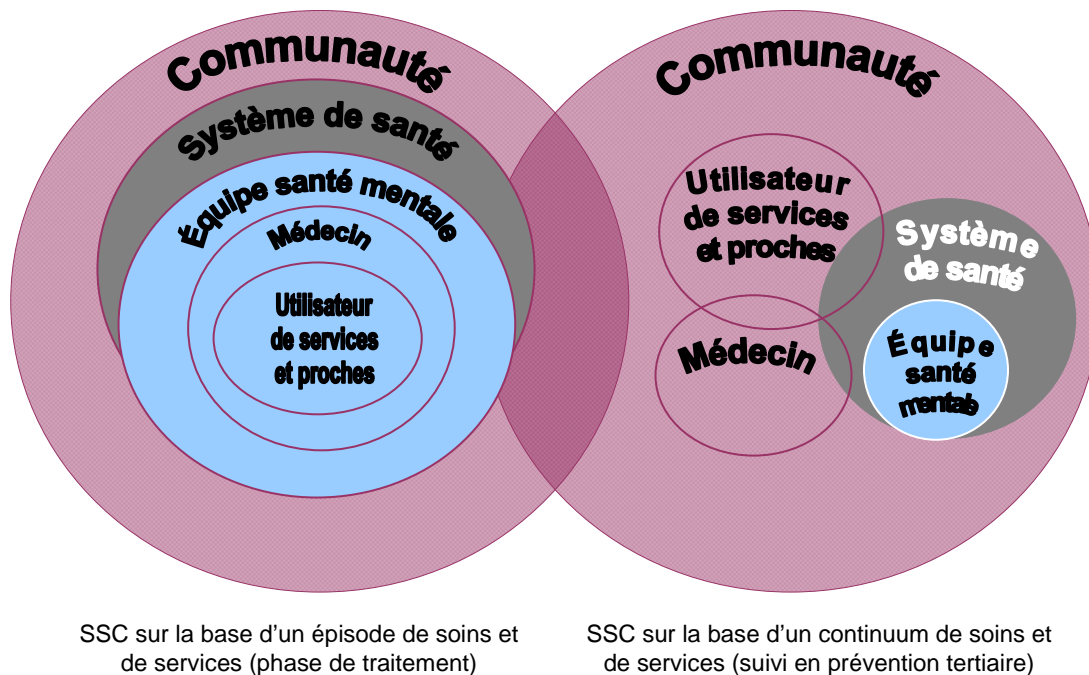 Communauté
Système de santé
Équipe santé mentale
Médecin
Utilisateur
de services
et proches
Communauté
Utilisateur
de services
et proches
Système
de santé
Médecin
Équipe
santé
mentale
SSC sur la base d’un épisode de soins et
de services (phase de traitement)
SSC sur la base d’un continuum de soins et
de services (suivi en prévention tertiaire)